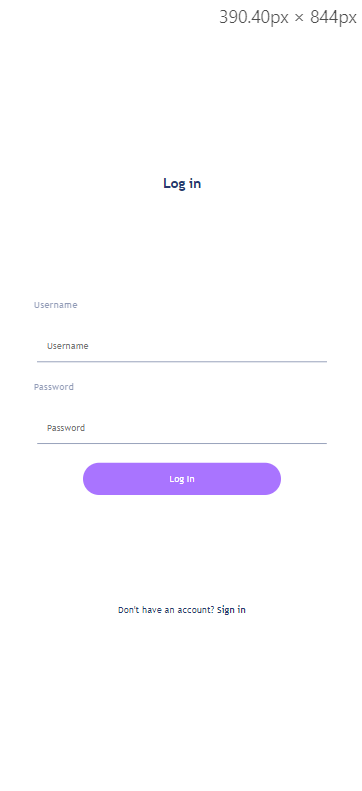 390.40px × 844px
Log in
Username
Username
Password
Password
Log In
Don't have an account? Sign in